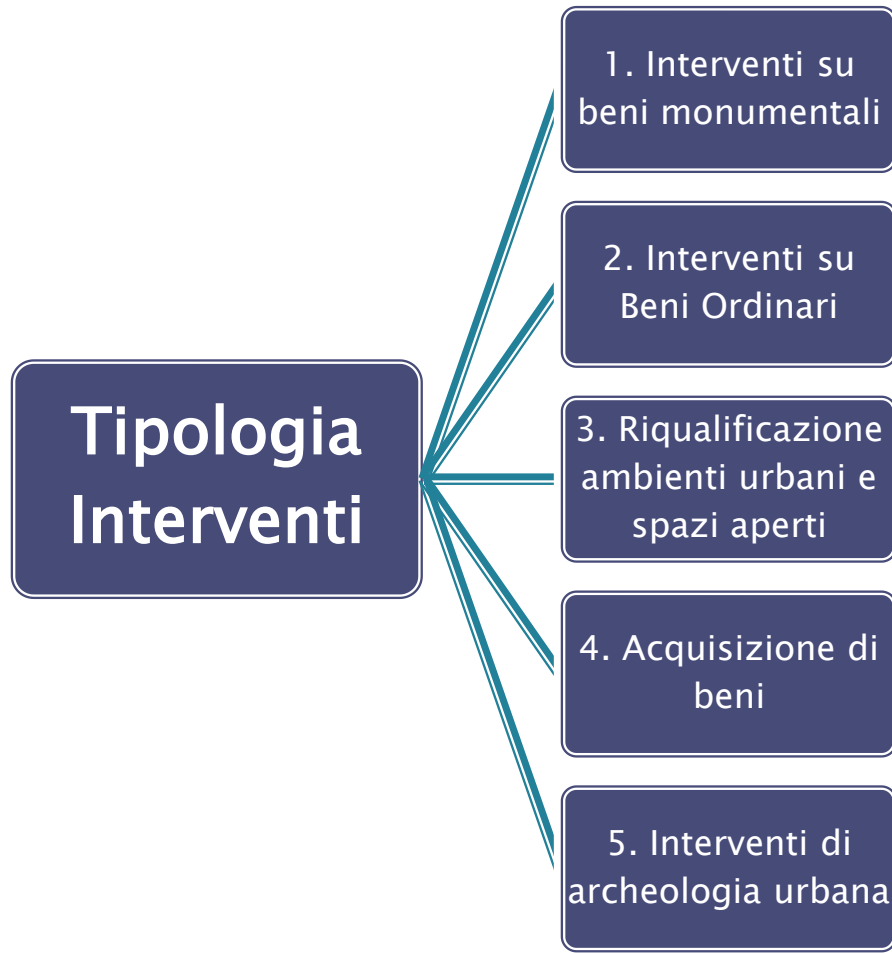 Tipologia
Interventi
1. Interventi su
beni monumentali
2. Interventi su
Beni Ordinari
3. Riqualificazione
ambienti urbani e
spazi aperti
4. Acquisizione di
beni
5. Interventi di
archeologia urbana